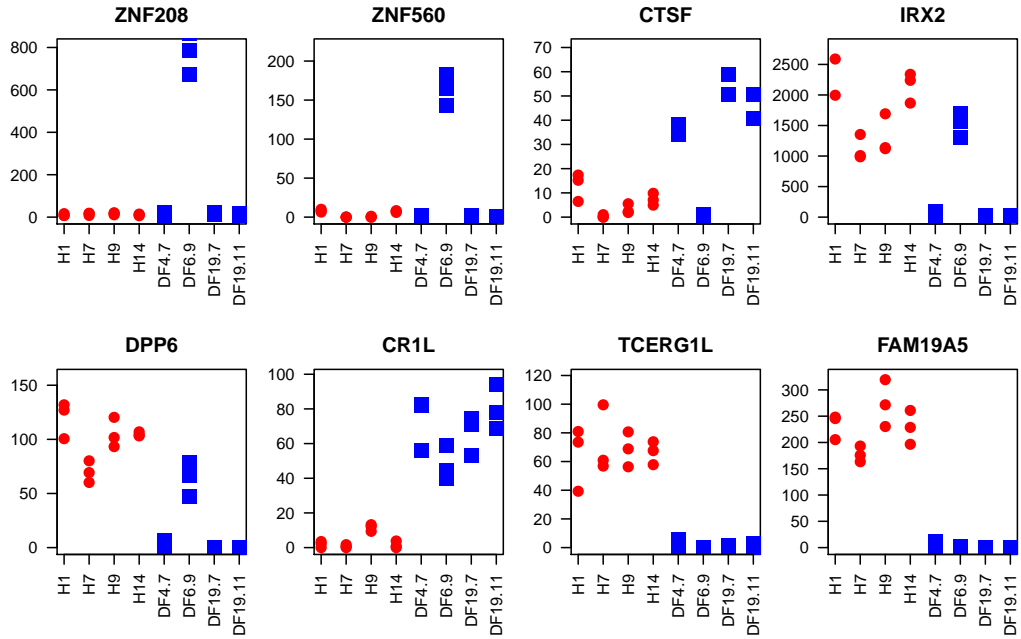 ZNF208
800
600
400
200
0
H1
H7
H9
H14
DF4.7
DF6.9
DF19.7
DF19.11
ZNF560
200
150
100
50
0
H1
H7
H9
H14
DF4.7
DF6.9
DF19.7
DF19.11
CTSF
70
60
50
40
30
20
10
0
H1
H7
H9
H14
DF4.7
DF6.9
DF19.7
DF19.11
IRX2
2500
2000
1500
1000
500
0
H1
H7
H9
H14
DF4.7
DF6.9
DF19.7
DF19.11
DPP6
150
100
50
0
H1
H7
H9
H14
DF4.7
DF6.9
DF19.7
DF19.11
CR1L
100
80
60
40
20
0
H1
H7
H9
H14
DF4.7
DF6.9
DF19.7
DF19.11
TCERG1L
120
100
80
60
40
20
0
H1
H7
H9
H14
DF4.7
DF6.9
DF19.7
DF19.11
FAM19A5
300
250
200
150
100
50
0
H1
H7
H9
H14
DF4.7
DF6.9
DF19.7
DF19.11